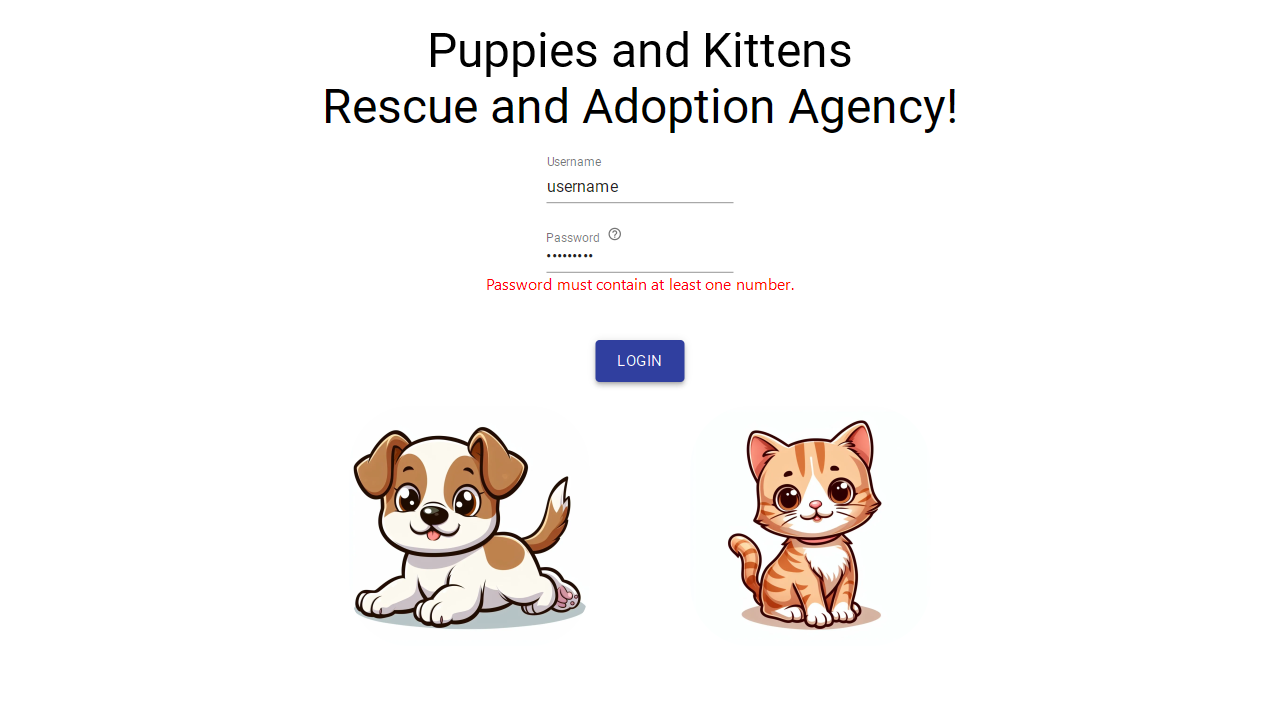 Puppies and Kittens
Rescue and Adoption Agency!
Username
username
Password
•••••••••
Password must contain at least one number.
LOGIN